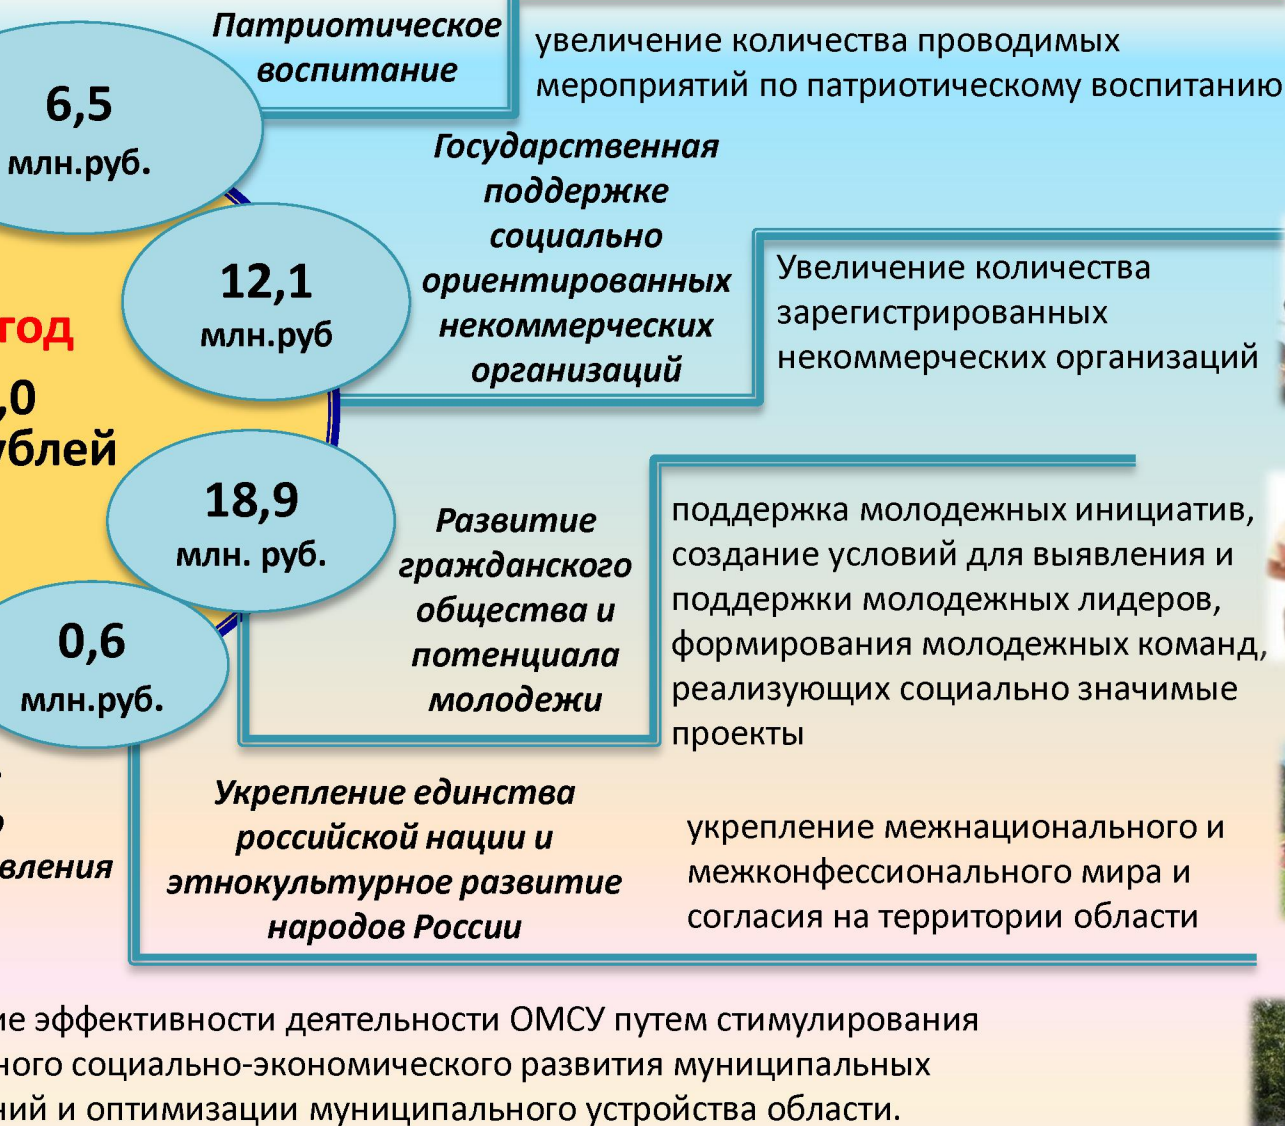 Патриотическое
воспитание
увеличение количества проводимых
мероприятий по патриотическому воспитанию
6,5
млн.руб.
Государственная
поддержке
социально
ориентированных
некоммерческих
организаций
12,1
млн.руб
Увеличение количества
зарегистрированных
некоммерческих организаций
год
,0
ублей
18,9
млн. руб.
Развитие
гражданского
общества и
потенциала
молодежи
поддержка молодежных инициатив,
создание условий для выявления и
поддержки молодежных лидеров,
формирования молодежных команд,
реализующих социально значимые
проекты
0,6
млн.руб.
вления
Укрепление единства
российской нации и
этнокультурное развитие
народов России
укрепление межнационального и
межконфессионального мира и
согласия на территории области
ие эффективности деятельности ОМСУ путем стимулирования
ного социально-экономического развития муниципальных
ний и оптимизации муниципального устройства области.